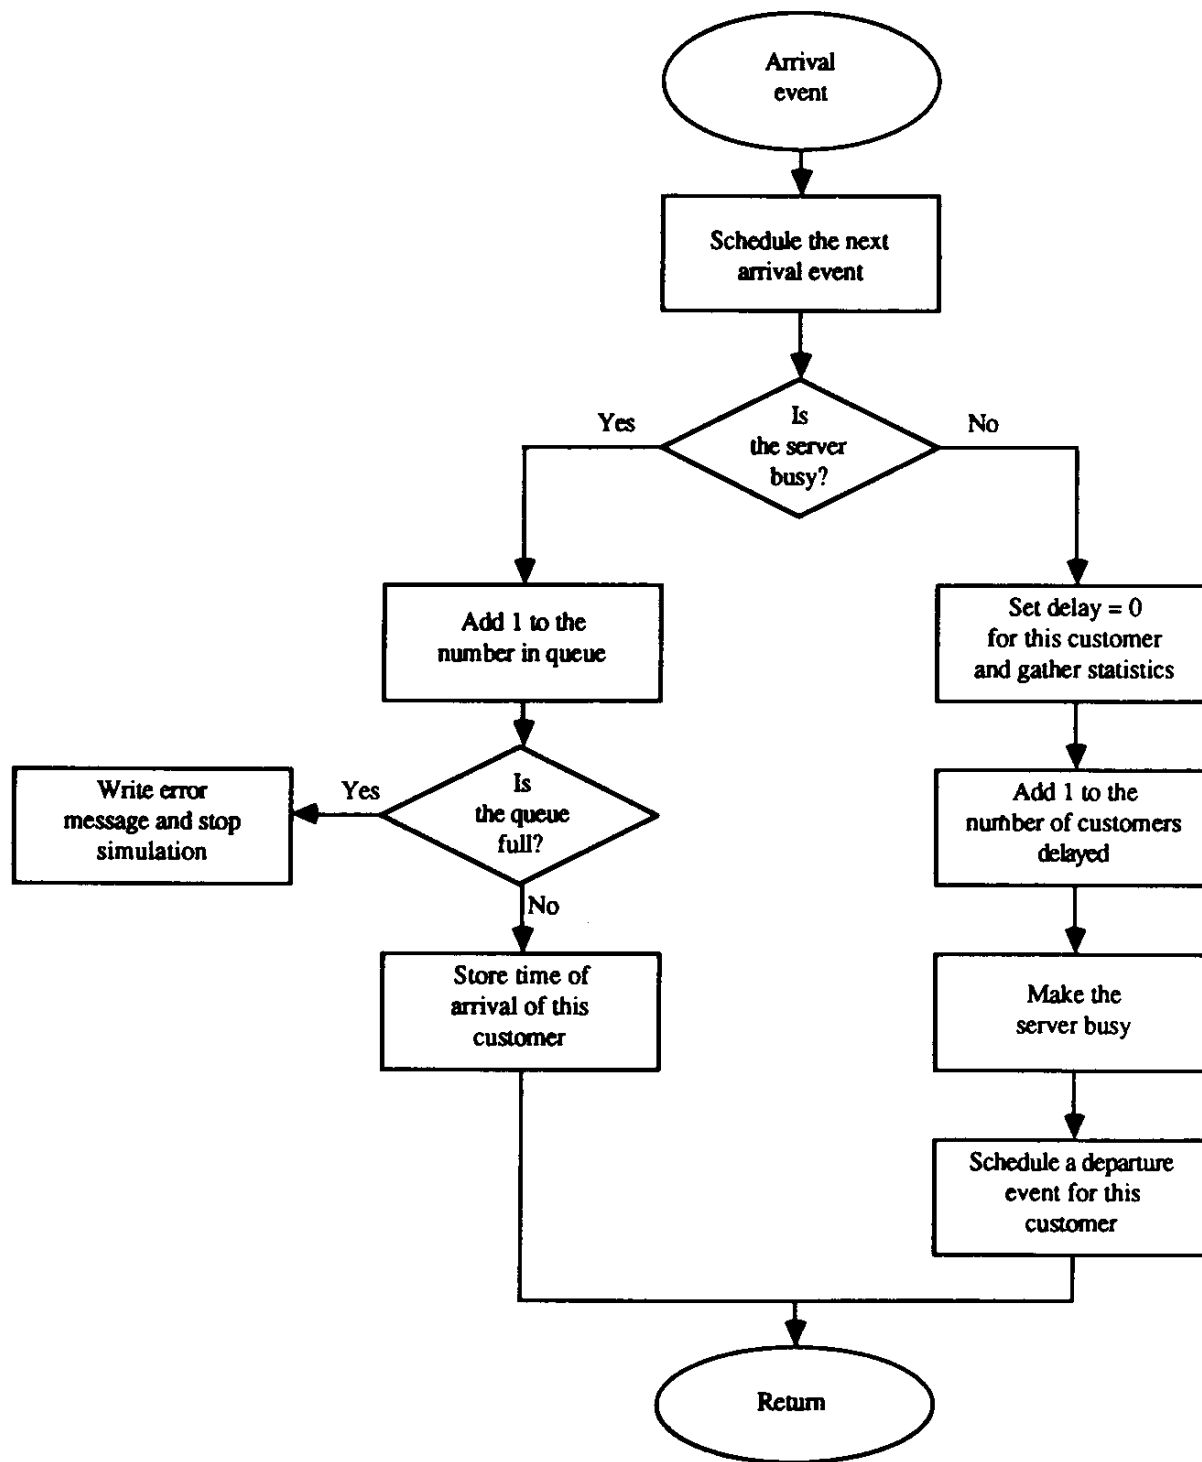 Arrival
event
Schedule the next
arrival event
Is
the server
busy?
Yes
No
Add 1 to the
number in queue
Set delay = 0
for this customer
and gather statistics
Is
the queue
full?
Yes
No
Write error
message and stop
simulation
Add 1 to the
number of customers
delayed
Store time of
arrival of this
customer
Make the
server busy
Schedule a departure
event for this
customer
Return